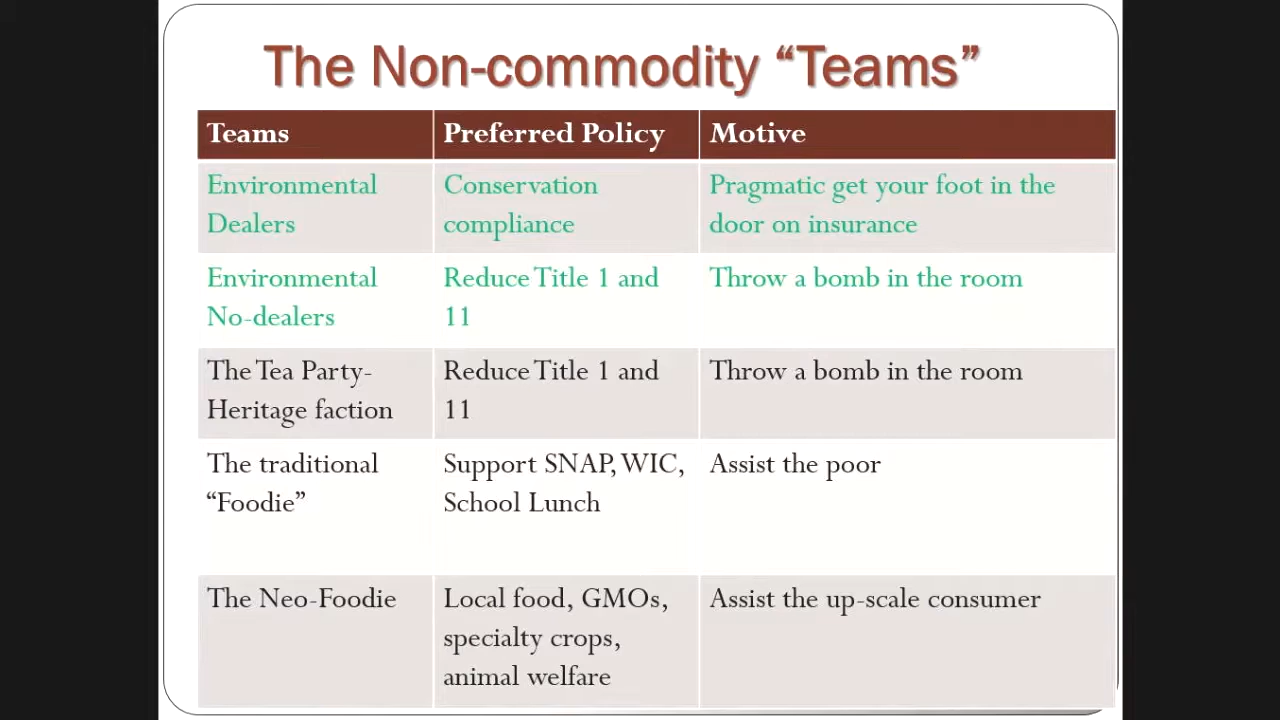 The Non-commodity “Teams”
Teams Preferred Policy Motive
Environmental Conservation Pragmatic get your foot in the
Dealers compliance door on insurance
Environmental Reduce Title 1 and Throw a bomb in the room
No-dealers 11
The Tea Party- Reduce Title 1 and Throw a bomb in the room
Heritage faction 11
The traditional Support SNAP, WIC, Assist the poor
“Foodie” School Lunch
The Neo-Foodie Local food, GMOs, Assist the up-scale consumer
specialty crops,
animal welfare